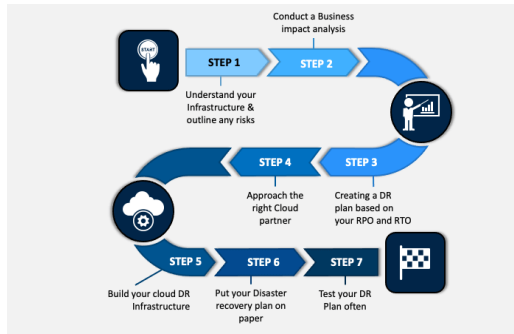 START
STEP 1
Understand your
Infrastructure &
outline any risks
Conduct a Business
impact analysis
STEP 2
STEP 3
Creating a DR
plan based on
your RPO and RTO
STEP 4
Approach the
right Cloud
partner
STEP 5
Build your cloud DR
Infrastructure
STEP 6
Put your Disaster
recovery plan on
paper
STEP 7
Test your DR
Plan often